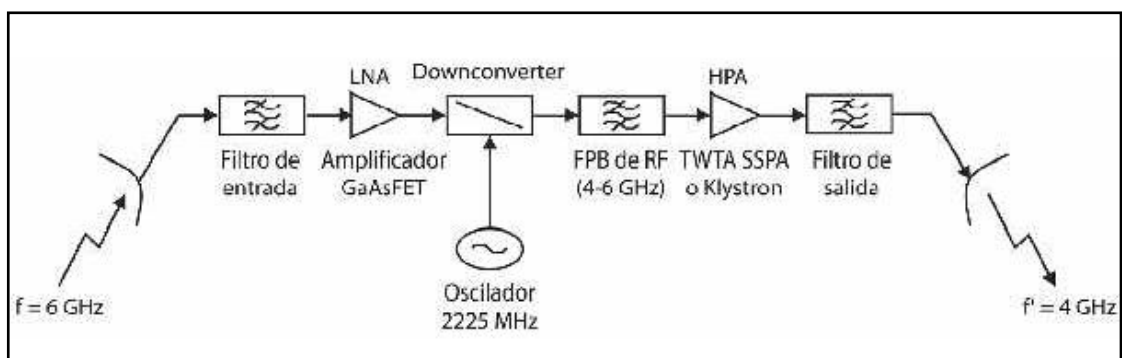 LNA
Downconverter
HPA
Filtro de
entrada
Amplificador
GaAsFET
FPB de RF
(4-6 GHz)
TWTA SSPA
o Klystron
Filtro de
salida
Oscilador
2225 MHz
f = 6 GHz
f' = 4 GHz